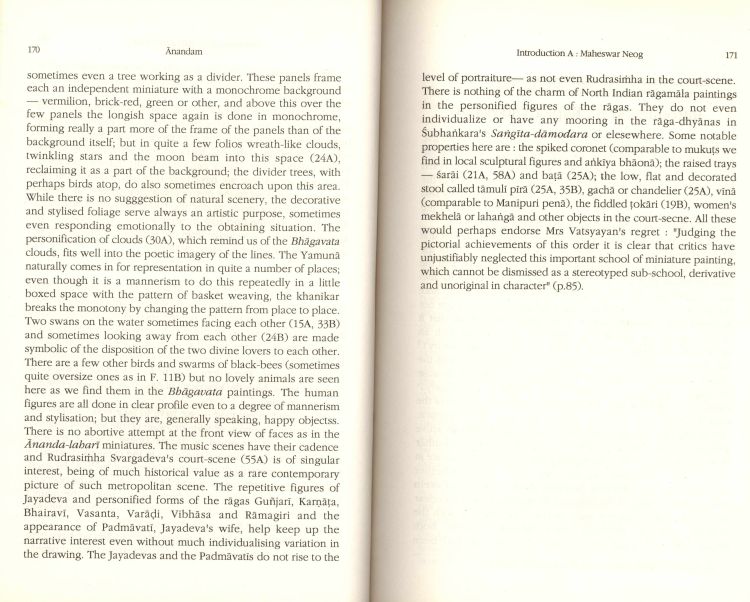 170
Ānandam
sometimes even a tree working as a divider. These panels frame
each an independent miniature with a monochrome background
— vermilion, brick-red, green or other, and above this over the
few panels the longish space again is done in monochrome,
forming really a part more of the frame of the panels than of the
background itself; but in quite a few folios wreath-like clouds,
twinkling stars and the moon beam into this space (24A),
reclaiming it as a part of the background; the divider trees, with
perhaps birds atop, do also sometimes encroach upon this area.
While there is no sugggestion of natural scenery, the decorative
and stylised foliage serve always an artistic purpose, sometimes
even responding emotionally to the obtaining situation. The
personification of clouds (30A), which remind us of the Bhāgavata
clouds, fits well into the poetic imagery of the lines. The Yamunā
naturally comes in for representation in quite a number of places;
even though it is a mannerism to do this repeatedly in a little
boxed space with the pattern of basket weaving, the khanikar
breaks the monotony by changing the pattern from place to place.
Two swans on the water sometimes facing each other (15A, 33B)
and sometimes looking away from each other (24B) are made
symbolic of the disposition of the two divine lovers to each other.
There are a few other birds and swarms of black-bees (sometimes
quite oversize ones as in F. 11B) but no lovely animals are seen
here as we find them in the Bhāgavata paintings. The human
figures are all done in clear profile even to a degree of mannerism
and stylisation; but they are, generally speaking, happy objectss.
There is no abortive attempt at the front view of faces as in the
Ānanda-laharī miniatures. The music scenes have their cadence
and Rudrasiṁha Svargadeva's court-scene (55A) is of singular
interest, being of much historical value as a rare contemporary
picture of such metropolitan scene. The repetitive figures of
Jayadeva and personified forms of the rāgas Guñjarī, Karṇāṭa,
Bhairavī, Vasanta, Varāḍi, Vibhāsa and Rāmagiri and the
appearance of Padmāvatī, Jayadeva's wife, help keep up the
narrative interest even without much individualising variation in
the drawing. The Jayadevas and the Padmāvatīs do not rise to the
Introduction A : Maheswar Neog
171
level of portraiture— as not even Rudrasiṁha in the court-scene.
There is nothing of the charm of North Indian rāgamāla paintings
in the personified figures of the rāgas. They do not even
individualize or have any mooring in the rāga-dhyānas in
Śubhaṅkara's Saṅgīta-dāmodara or elesewhere. Some notable
properties here are : the spiked coronet (comparable to mukuṭs we
find in local sculptural figures and aṅkīya bhāonā); the raised trays
— śarāi (21A, 58A) and baṭā (25A); the low, flat and decorated
stool called tāmuli pīrā (25A, 35B), gachā or chandelier (25A), vīnā
(comparable to Manipuri penā), the fiddled ṭokāri (19B), women's
mekhelā or lahaṅgā and other objects in the court-secne. All these
would perhaps endorse Mrs Vatsyayan's regret : "Judging the
pictorial achievements of this order it is clear that critics have
unjustifiably neglected this important school of miniature painting,
which cannot be dismissed as a stereotyped sub-school, derivative
and unoriginal in character" (p.85).